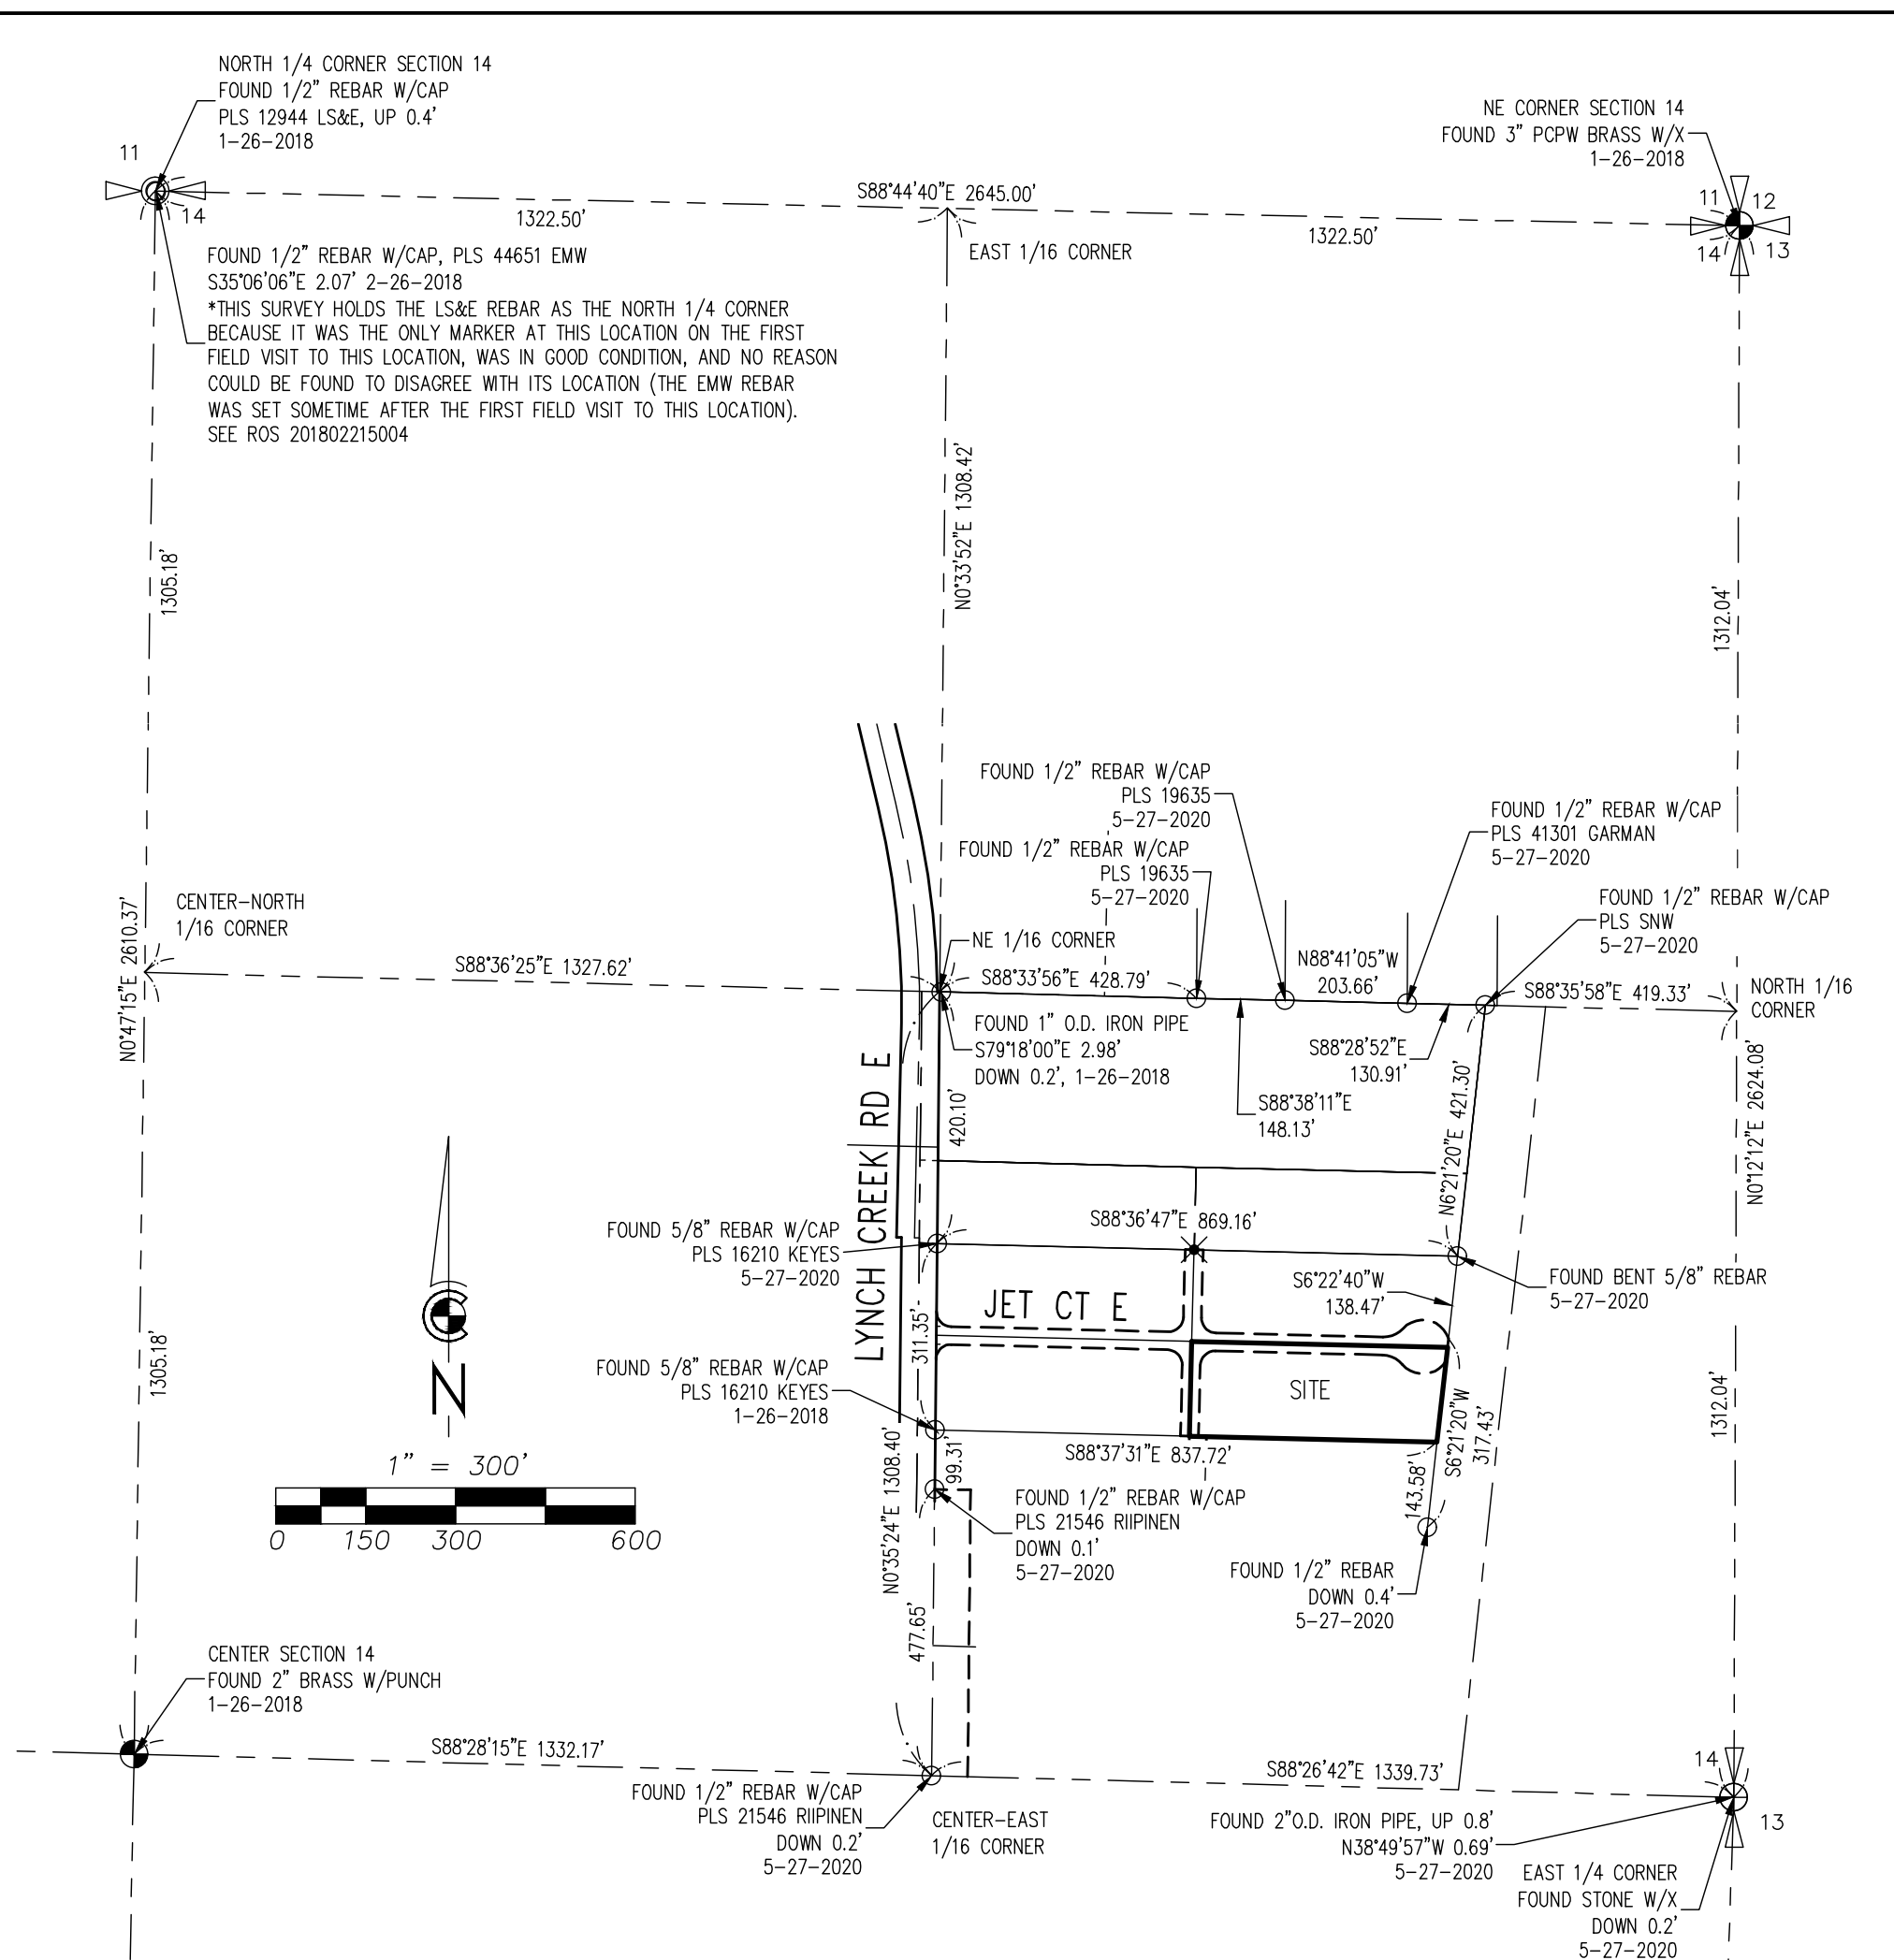 NORTH 1/4 CORNER SECTION 14
FOUND 1/2" REBAR W/CAP
PLS 12944 LS&E, UP 0.4'
1-26-2018
NE CORNER SECTION 14
FOUND 3" PCPW BRASS W/X
1-26-2018
11
14
S88°44'40"E 2645.00'
1322.50'
1322.50'
11
12
14
13
EAST 1/16 CORNER
FOUND 1/2" REBAR W/CAP, PLS 44651 EMW
S35°06'06"E 2.07' 2-26-2018
*THIS SURVEY HOLDS THE LS&E REBAR AS THE NORTH 1/4 CORNER
BECAUSE IT WAS THE ONLY MARKER AT THIS LOCATION ON THE FIRST
FIELD VISIT TO THIS LOCATION, WAS IN GOOD CONDITION, AND NO REASON
COULD BE FOUND TO DISAGREE WITH ITS LOCATION (THE EMW REBAR
WAS SET SOMETIME AFTER THE FIRST FIELD VISIT TO THIS LOCATION).
SEE ROS 201802215004
N0°33'52"E 1308.42'
1305.18'
1312.04'
FOUND 1/2" REBAR W/CAP
PLS 19635
5-27-2020
FOUND 1/2" REBAR W/CAP
PLS 19635
5-27-2020
FOUND 1/2" REBAR W/CAP
PLS 41301 GARMAN
5-27-2020
FOUND 1/2" REBAR W/CAP
PLS SNW
5-27-2020
CENTER-NORTH
1/16 CORNER
N0°47'15"E 2610.37'
S88°36'25"E 1327.62'
NE 1/16 CORNER
S88°33'56"E 428.79'
N88°41'05"W
203.66'
S88°35'58"E 419.33'
NORTH 1/16
CORNER
FOUND 1" O.D. IRON PIPE
S79°18'00"E 2.98'
DOWN 0.2', 1-26-2018
S88°28'52"E
130.91'
S88°38'11"E
148.13'
LYNCH CREEK RD E
420.10'
N6°21'20"E 421.30'
N0°12'12"E 2624.08'
FOUND 5/8" REBAR W/CAP
PLS 16210 KEYES
5-27-2020
S88°36'47"E 869.16'
S6°22'40"W
138.47'
FOUND BENT 5/8" REBAR
5-27-2020
JET CT E
311.35'
SITE
FOUND 5/8" REBAR W/CAP
PLS 16210 KEYES
1-26-2018
1305.18'
N
1" = 300'
0 150 300 600
S6°21'20"W
317.43'
1312.04'
S88°37'31"E 837.72'
99.31'
N0°35'24"E 1308.40'
143.58'
FOUND 1/2" REBAR W/CAP
PLS 21546 RIIPINEN
DOWN 0.1'
5-27-2020
FOUND 1/2" REBAR
DOWN 0.4'
5-27-2020
477.65'
CENTER SECTION 14
FOUND 2" BRASS W/PUNCH
1-26-2018
S88°28'15"E 1332.17'
S88°26'42"E 1339.73'
14
13
FOUND 1/2" REBAR W/CAP
PLS 21546 RIIPINEN
DOWN 0.2'
5-27-2020
CENTER-EAST
1/16 CORNER
FOUND 2"O.D. IRON PIPE, UP 0.8'
N38°49'57"W 0.69'
5-27-2020
EAST 1/4 CORNER
FOUND STONE W/X
DOWN 0.2'
5-27-2020